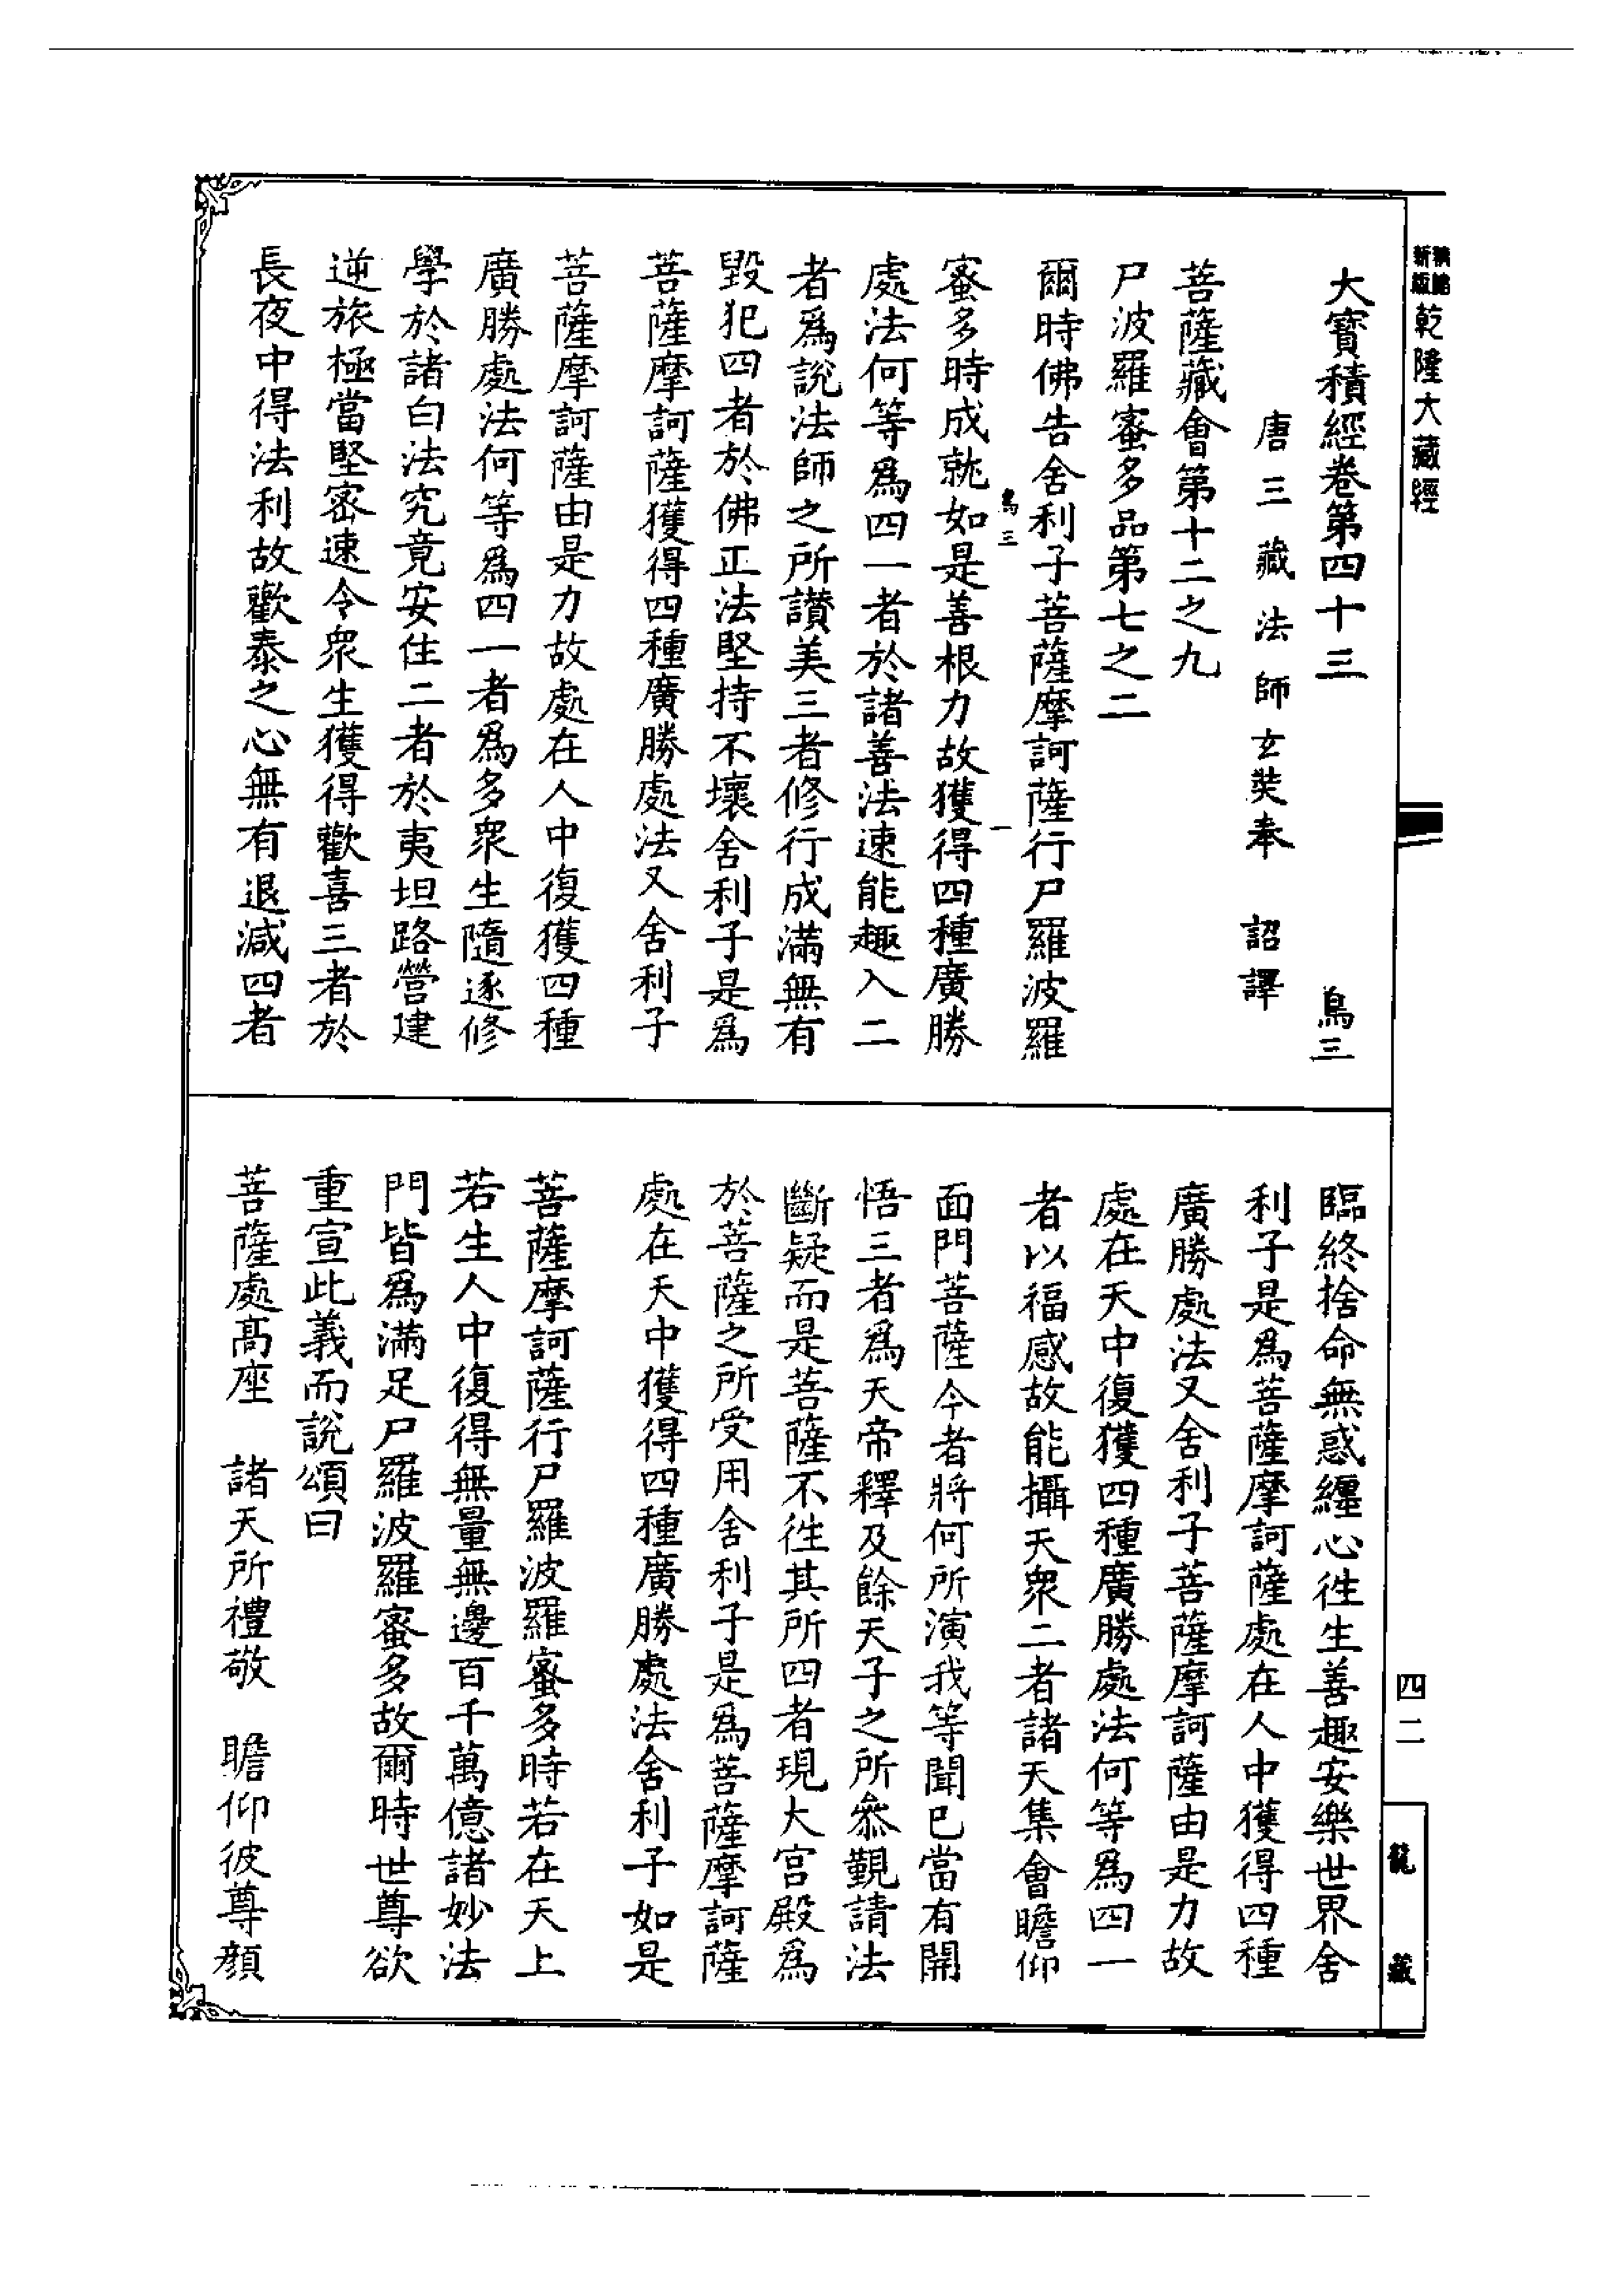 新版
乾隆大藏經
大寶積經卷第四十三 鳥三
唐三藏法師玄奘奉 詔譯
菩薩藏會第十二之九
尸波羅蜜多品第七之二
爾時佛告舍利子菩薩摩訶薩行尸羅波羅
鳥三 一
蜜多時成就如是善根力故獲得四種廣勝
處法何等爲四一者於諸善法速能趣入二
者爲說法師之所讚美三者修行成滿無有
毀犯四者於佛正法堅持不壞舍利子是爲
菩薩摩訶薩獲得四種廣勝處法又舍利子
菩薩摩訶薩由是力故處在人中復獲四種
廣勝處法何等爲四一者爲多衆生隨逐修
學於諸白法究竟安住二者於夷坦路營建
逆旅極當堅密速令衆生獲得歡喜三者於
長夜中得法利故歡泰之心無有退減四者
臨終捨命無惑纏心徃生善趣安樂世界舍
利子是爲菩薩摩訶薩處在人中獲得四種
廣勝處法又舍利子菩薩摩訶薩由是力故
處在天中復獲四種廣勝處法何等爲四一
者以福感故能攝天衆二者諸天集會瞻仰
面門菩薩今者將何所演我等聞已當有開
悟三者爲天帝釋及餘天子之所叅覲請法
斷疑而是菩薩不徃其所四者現大宫殿爲
於菩薩之所受用舍利子是爲菩薩摩訶薩
處在天中獲得四種廣勝處法舍利子如是
菩薩摩訶薩行尸羅波羅蜜多時若在天上
若生人中復得無量無邊百千萬億諸妙法
門皆爲滿足尸羅波羅蜜多故爾時世尊欲
重宣此義而說頌曰
菩薩處髙座 諸天所禮敬 瞻仰彼尊顔
四二
龍藏